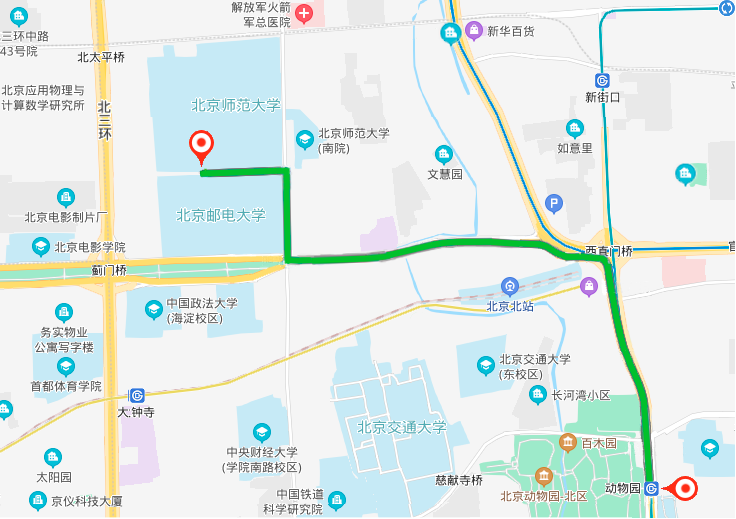 解放军火箭
军总医院
新华百货
三环中路
43号院
北太平桥
北京应用物理与
计算数学研究所
北三环
北京师范大学
北京师范大学
(南院)
新街口
如意里
文慧园
P
北京电影制片厂
北京邮电大学
北京电影学院
蓟门桥
西直门桥
中国政法大学
(海淀校区)
北京北站
务实物业
公寓写字楼
首都体育学院
北京交通大学
(东校区)
长河湾小区
大钟寺
北京交通大学
百木园
中央财经大学
(学院南路校区)
太阳园
慈献寺桥
动物园
北京动物园-北区
京仪科技大厦
中国铁道
科学研究院